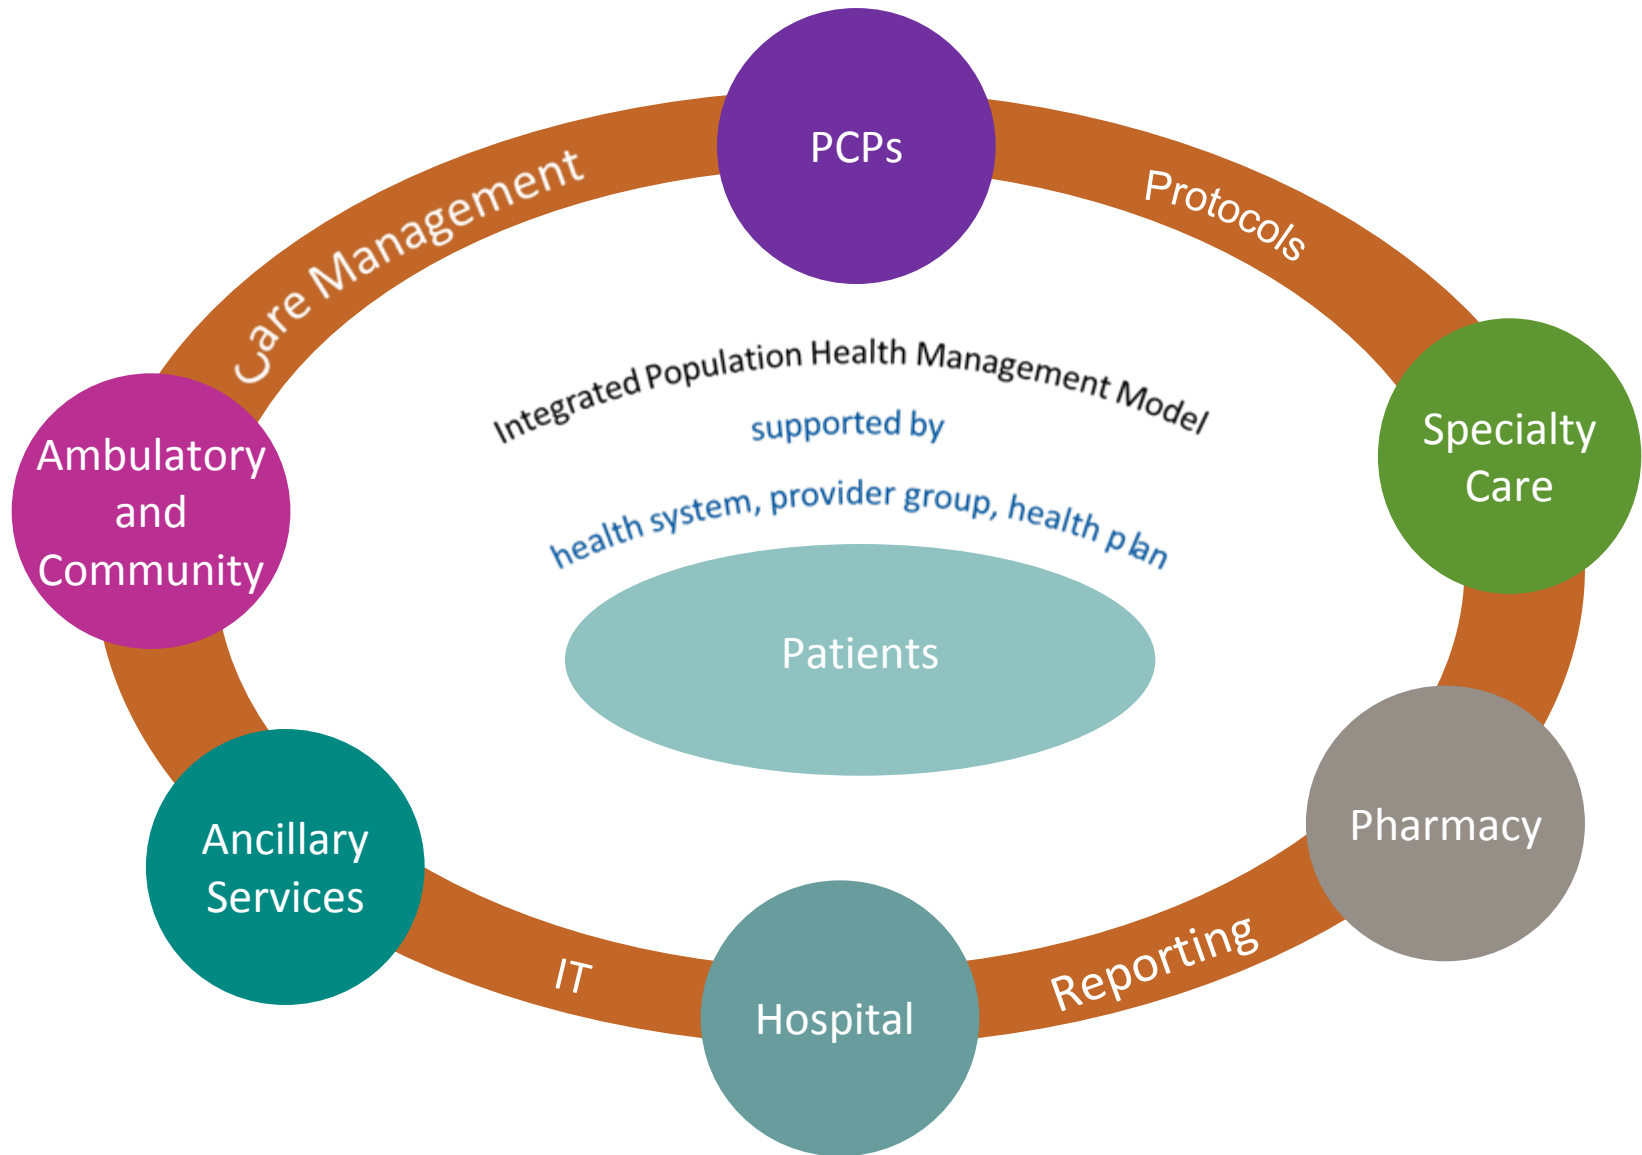 PCPs
Care Management
Protocols
Integrated Population Health Management Model
supported by
health system, provider group, health plan
Specialty
Care
Ambulatory
and
Community
Patients
Pharmacy
Ancillary
Services
Reporting
IT
Hospital